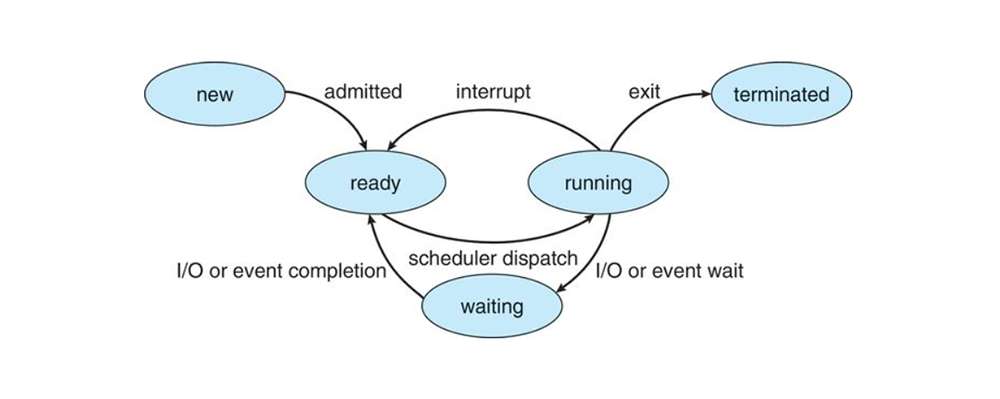 new
admitted
interrupt
exit
terminated
ready
running
scheduler dispatch
I/O or event completion
I/O or event wait
waiting